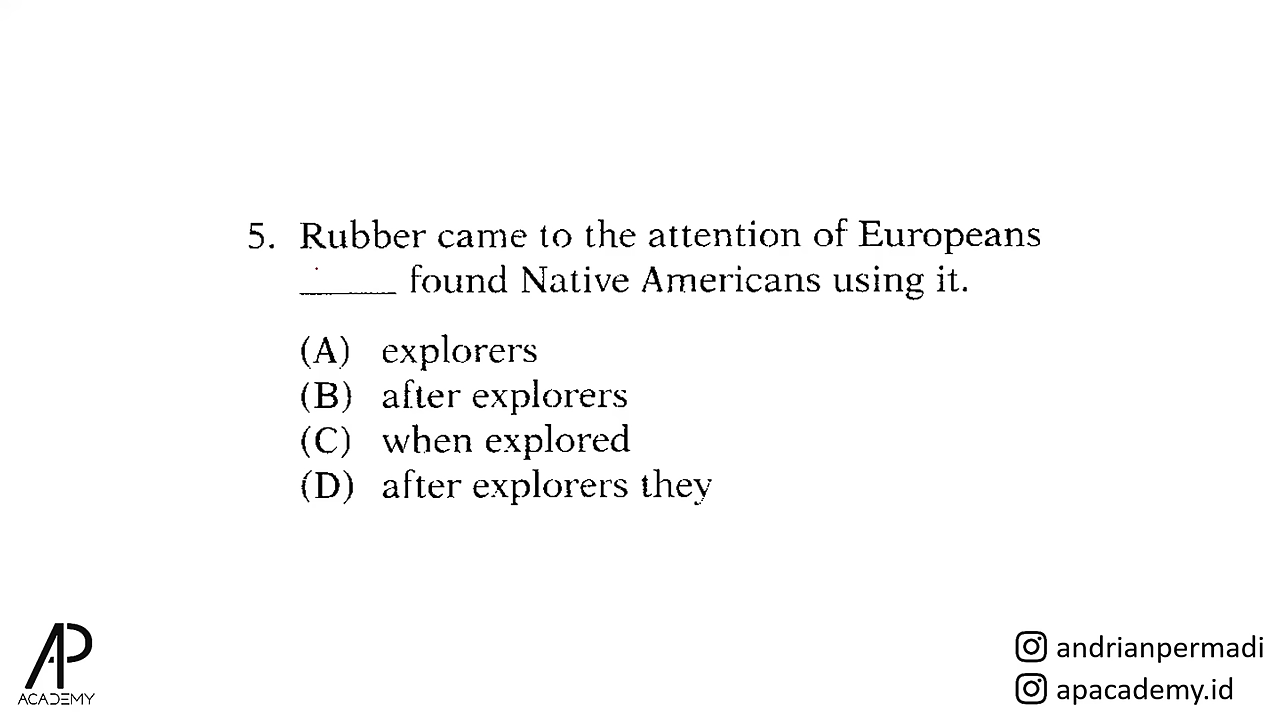 5. Rubber came to the attention of Europeans
_____ found Native Americans using it.
(A) explorers
(B) after explorers
(C) when explored
(D) after explorers they
AP
ACADEMY
andrianpermadi
apacademy.id